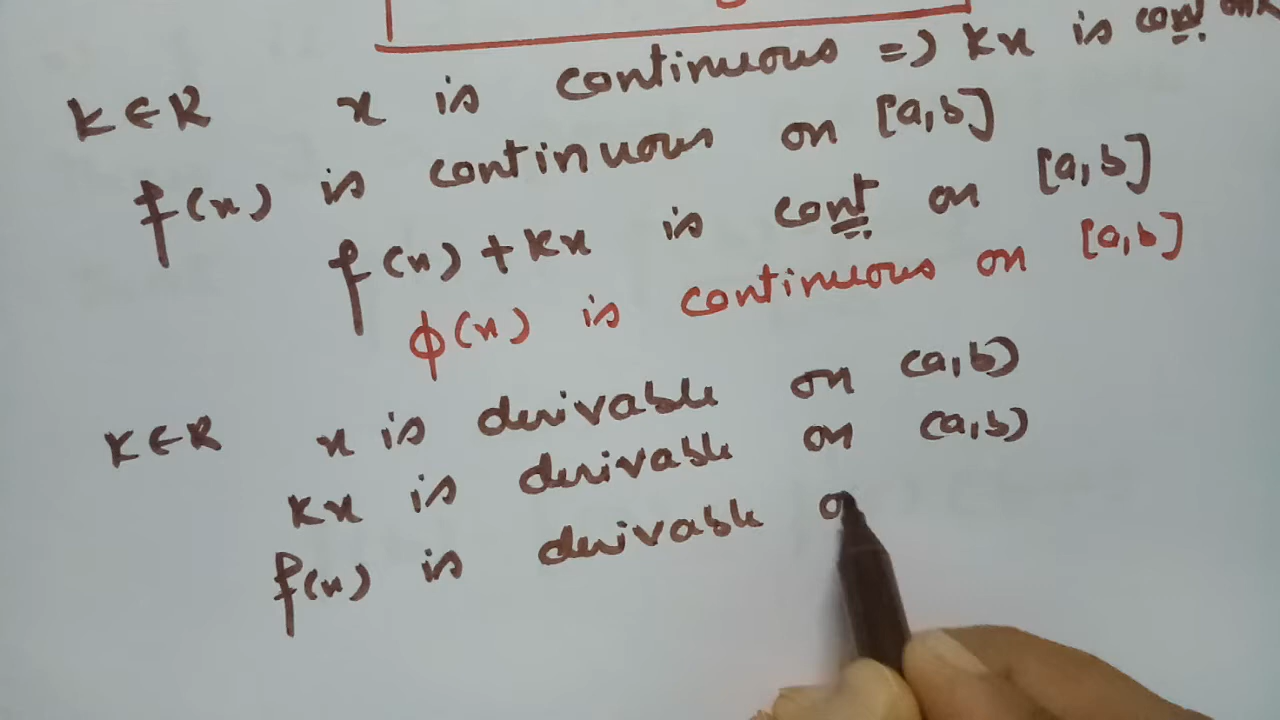 K ∈ R x is continuous => kx is cont on
f(x) is continuous on [a,b]
f(x) + kx is cont on [a,b]
ϕ(x) is continuous on [a,b]
K ∈ R x is derivable on (a,b)
kx is derivable on (a,b)
f(x) is derivable o